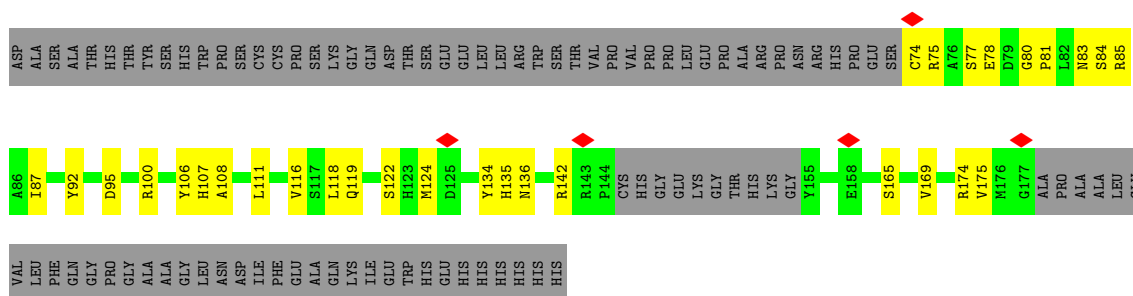 ASP ALA SER ALA THR HIS THR TYR SER HIS THR TRP PRO SER CYS CYS PRO SER LYS GLY GLN ASP THR SER GLU GLU LEU LEU ARG TRP SER THR VAL PRO VAL PRO PRO LEU GLU PRO ALA ARG PRO ASN ARG HIS PRO GLU SER C74 R75 A76 S77 E78 D79 G80 P81 L82 N83 S84 R85
A86 I87 Y92 D95 R100 Y106 H107 A108 L111 V116 S117 L118 Q119 S122 H123 M124 D125 Y134 H135 N136 R142 R143 P144 CYS HIS GLY GLU LYS GLY THR HIS LYS GLY Y155 E158 S165 V169 R174 V175 M176 G177 ALA PRO ALA ALA LEU
VAL LEU PHE GLN GLY PRO GLY ALA ALA GLY LEU ASN ASP ILE PHE GLU ALA GLN LYS ILE GLU TRP HIS GLU HIS HIS HIS HIS HIS HIS